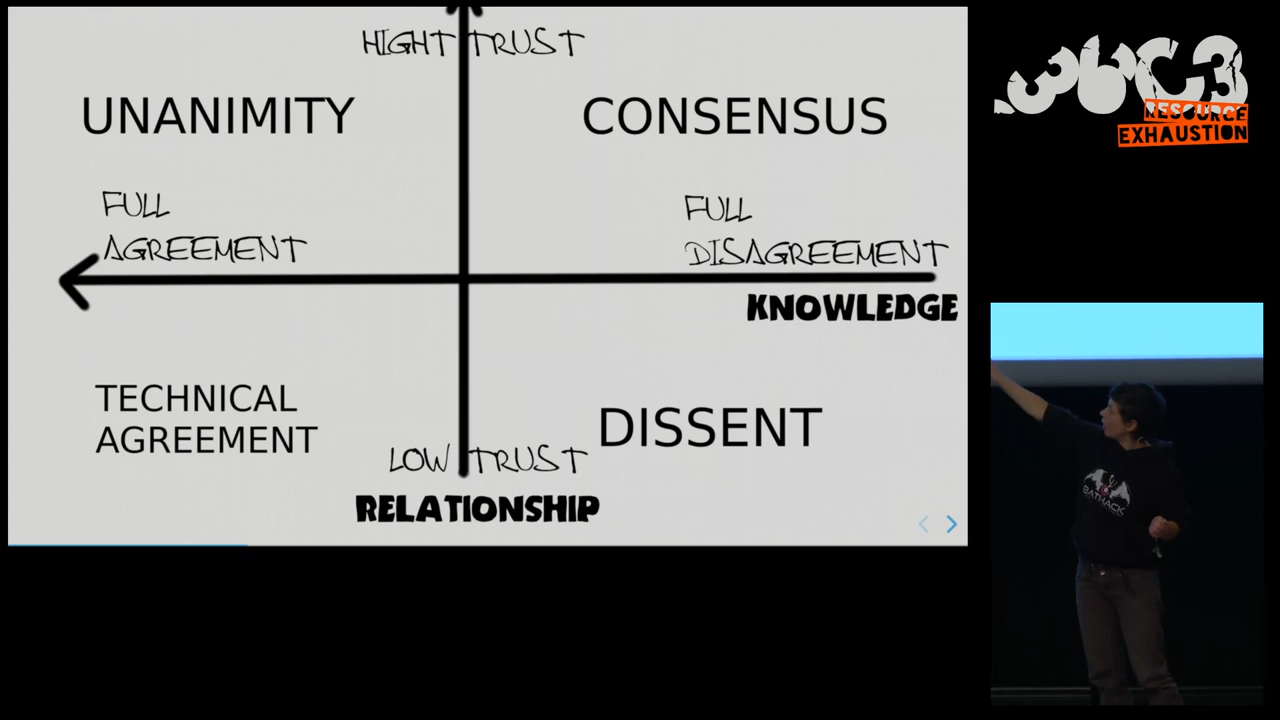 HIGHT TRUST
UNANIMITY
CONSENSUS
FULL
AGREEMENT
FULL
DISAGREEMENT
KNOWLEDGE
TECHNICAL
AGREEMENT
DISSENT
LOW TRUST
RELATIONSHIP
36C3
RESOURCE
EXHAUSTION
BATHACK